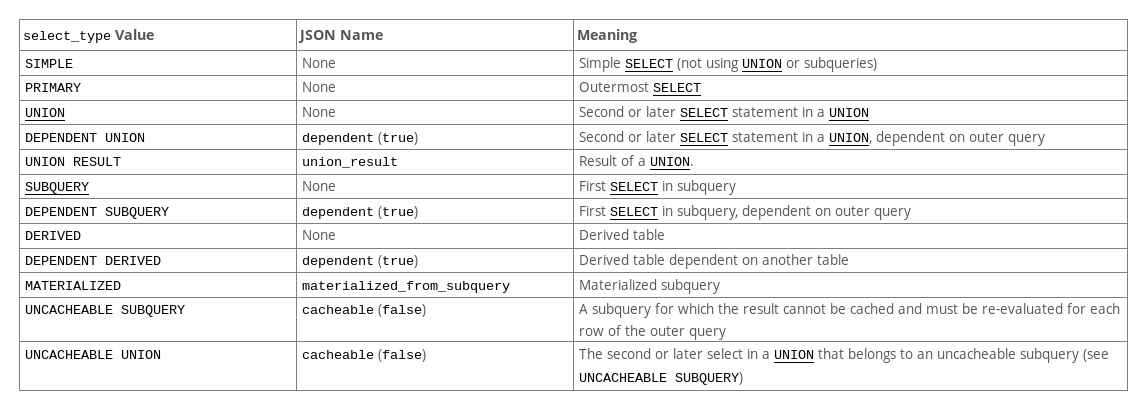 select_type Value JSON Name Meaning
SIMPLE None Simple SELECT (not using UNION or subqueries)
PRIMARY None Outermost SELECT
UNION None Second or later SELECT statement in a UNION
DEPENDENT UNION dependent (true) Second or later SELECT statement in a UNION, dependent on outer query
UNION RESULT union_result Result of a UNION.
SUBQUERY None First SELECT in subquery
DEPENDENT SUBQUERY dependent (true) First SELECT in subquery, dependent on outer query
DERIVED None Derived table
DEPENDENT DERIVED dependent (true) Derived table dependent on another table
MATERIALIZED materialized_from_subquery Materialized subquery
UNCACHEABLE SUBQUERY cacheable (false) A subquery for which the result cannot be cached and must be re-evaluated for each
row of the outer query
UNCACHEABLE UNION cacheable (false) The second or later select in a UNION that belongs to an uncacheable subquery (see
UNCACHEABLE SUBQUERY)